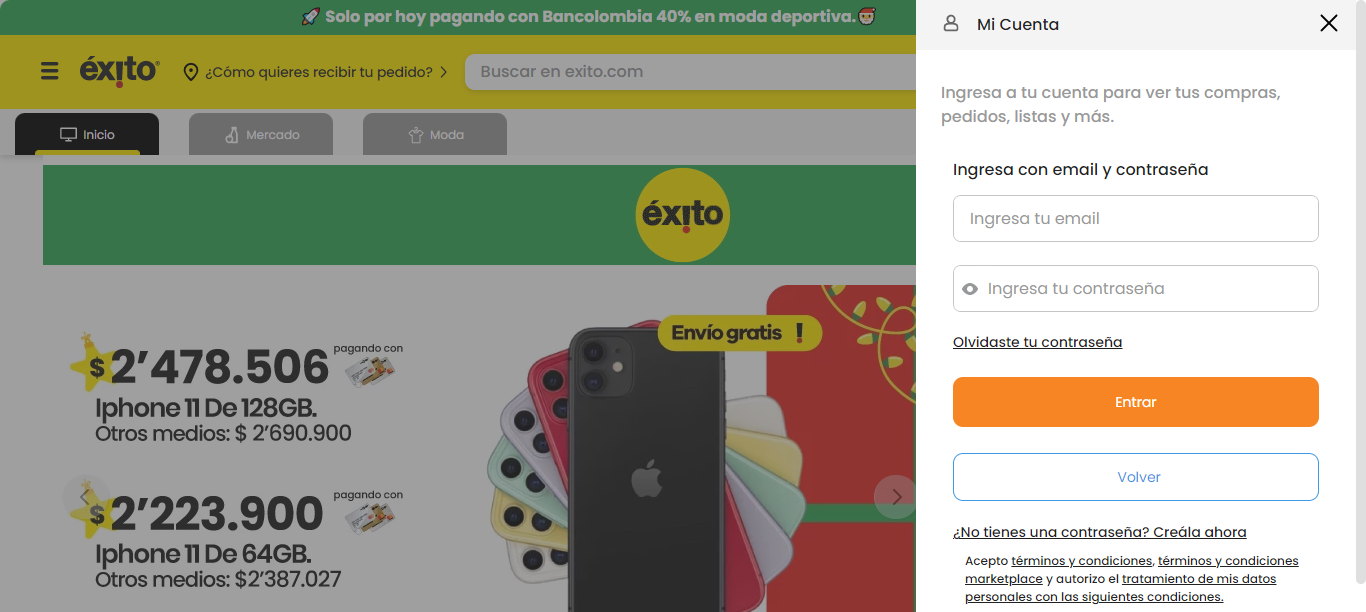 Solo por hoy pagando con Bancolombia 40% en moda deportiva.
éxito
¿Cómo quieres recibir tu pedido?
Buscar en exito.com
Inicio
Mercado
Moda
éxito
$2’478.506
pagando con
Iphone 11 De 128GB.
Otros medios: $ 2’690.900
$2’223.900
pagando con
Iphone 11 De 64GB.
Otros medios: $2’387.027
Envío gratis !
Mi Cuenta
Ingresa a tu cuenta para ver tus compras,
pedidos, listas y más.
Ingresa con email y contraseña
Ingresa tu email
Ingresa tu contraseña
Olvidaste tu contraseña
Entrar
Volver
¿No tienes una contraseña? Creála ahora
Acepto términos y condiciones, términos y condiciones
marketplace y autorizo el tratamiento de mis datos
personales con las siguientes condiciones.